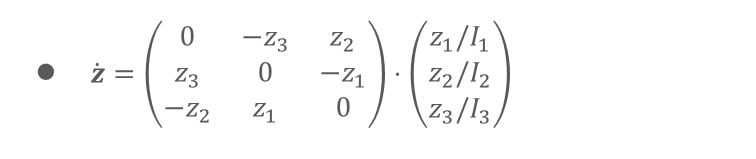 • ż = ( 0 −z₃ z₂ ; z₃ 0 −z₁ ; −z₂ z₁ 0 ) · ( z₁/I₁ ; z₂/I₂ ; z₃/I₃ )